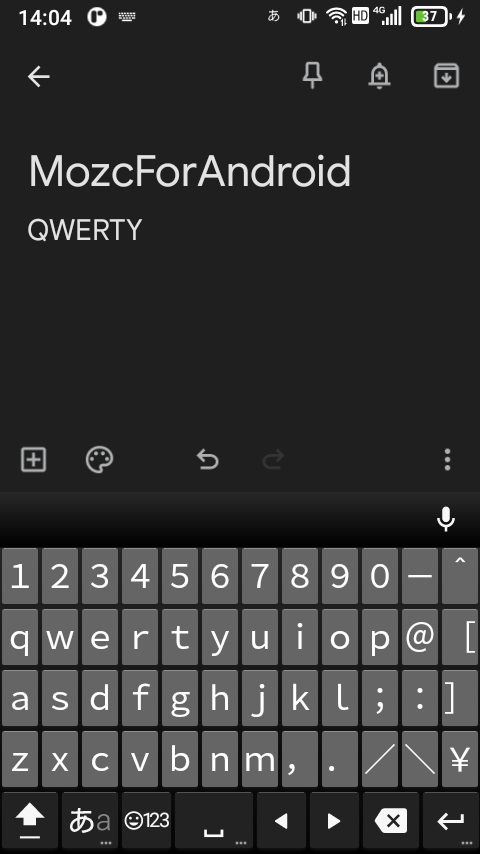 14:04 あ HD 4G 37
MozcForAndroid
QWERTY
1 2 3 4 5 6 7 8 9 0 － ＾
q w e r t y u i o p @ [
a s d f g h j k l ; : ]
z x c v b n m , . ／ ＼ ¥
あa 123